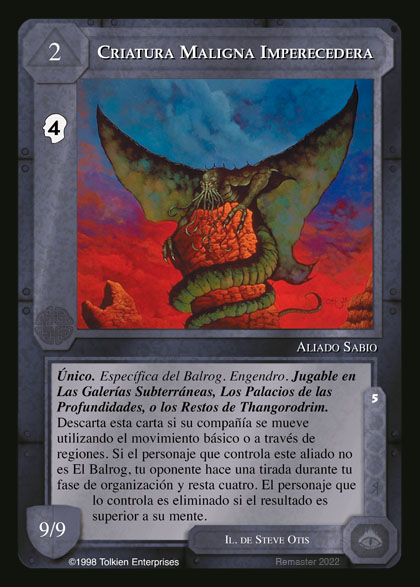 2
CRIATURA MALIGNA IMPERECEDERA
4
ALIADO SABIO
Único. Específica del Balrog. Engendro. Jugable en
Las Galerías Subterráneas, Los Palacios de las
Profundidades, o los Restos de Thangorodrim.
Descarta esta carta si su compañía se mueve
utilizando el movimiento básico o a través de
regiones. Si el personaje que controla este aliado no
es El Balrog, tu oponente hace una tirada durante tu
fase de organización y resta cuatro. El personaje que
lo controla es eliminado si el resultado es
superior a su mente.
5
9/9
IL. DE STEVE OTIS
©1998 Tolkien Enterprises
Remaster 2022